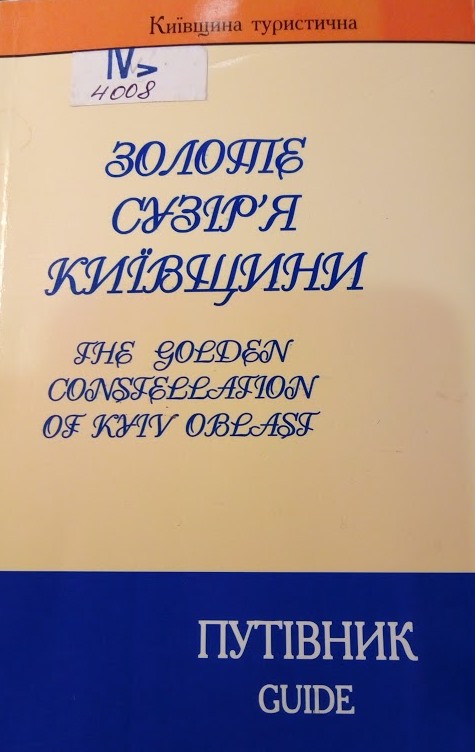 Київщина туристична
IV
4008
ЗОЛОТЕ
СУЗІР'Я
КИЇВЩИНИ
THE GOLDEN
CONSTELLATION
OF KYIV OBLAST
ПУТІВНИК
GUIDE